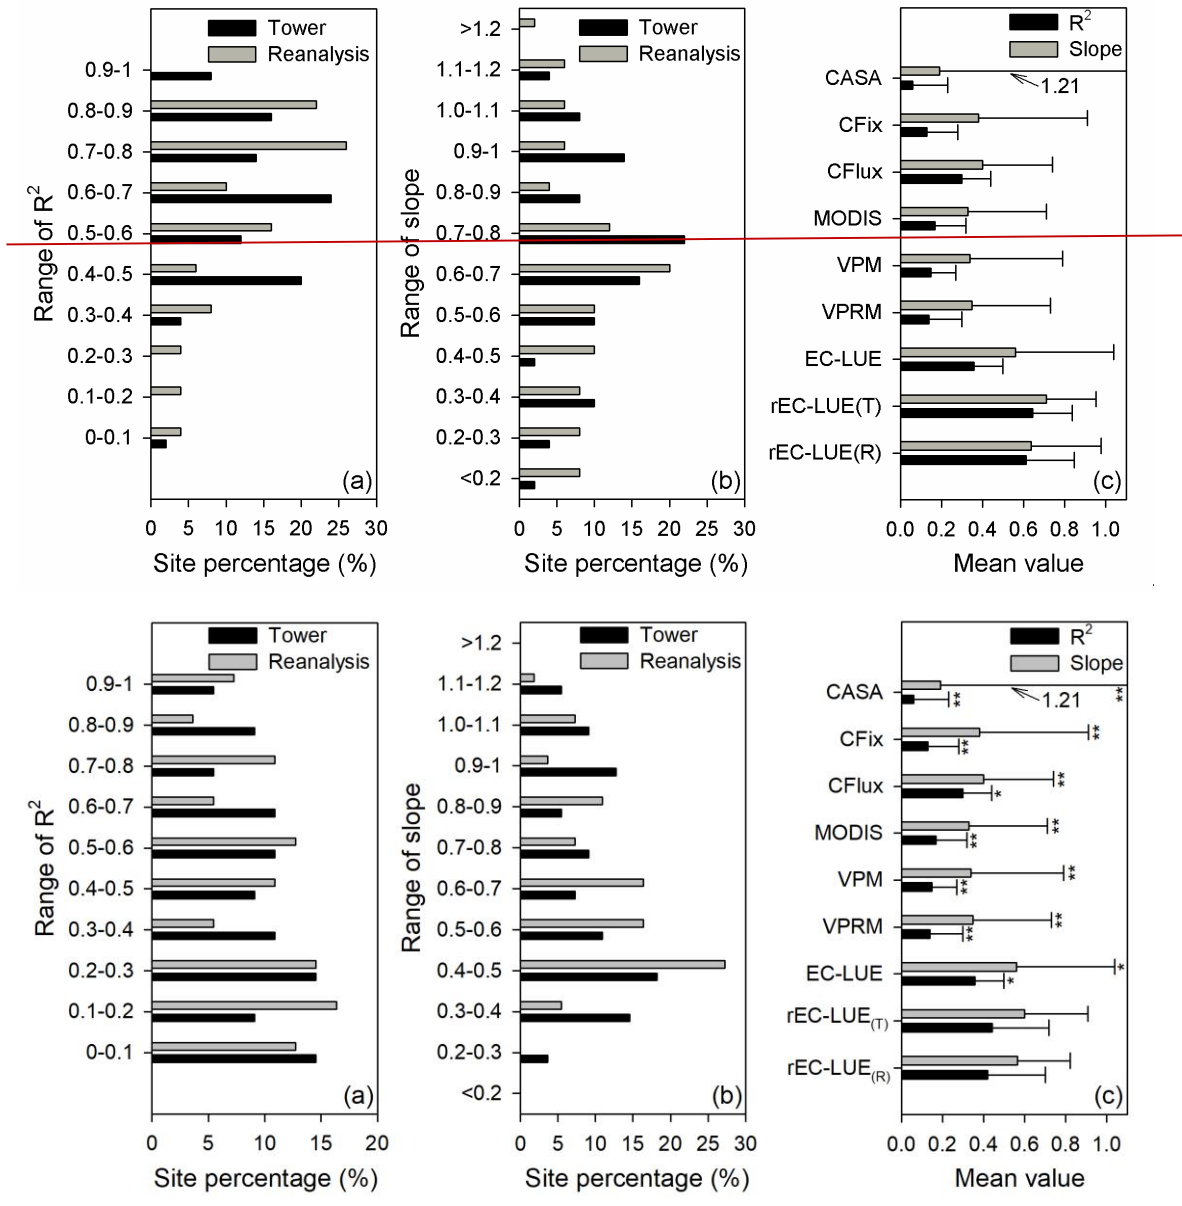 Tower
Reanalysis
0.9-1
0.8-0.9
0.7-0.8
0.6-0.7
0.5-0.6
0.4-0.5
0.3-0.4
0.2-0.3
0.1-0.2
0-0.1
Range of R²
(a)
0 5 10 15 20 25 30
Site percentage (%)
Tower
Reanalysis
>1.2
1.1-1.2
1.0-1.1
0.9-1
0.8-0.9
0.7-0.8
0.6-0.7
0.5-0.6
0.4-0.5
0.3-0.4
0.2-0.3
<0.2
Range of slope
(b)
0 5 10 15 20 25 30
Site percentage (%)
R²
Slope
CASA
1.21
CFix
CFlux
MODIS
VPM
VPRM
EC-LUE
rEC-LUE(T)
rEC-LUE(R)
(c)
0.0 0.2 0.4 0.6 0.8 1.0
Mean value
Tower
Reanalysis
0.9-1
0.8-0.9
0.7-0.8
0.6-0.7
0.5-0.6
0.4-0.5
0.3-0.4
0.2-0.3
0.1-0.2
0-0.1
Range of R²
(a)
0 5 10 15 20
Site percentage (%)
Tower
Reanalysis
>1.2
1.1-1.2
1.0-1.1
0.9-1
0.8-0.9
0.7-0.8
0.6-0.7
0.5-0.6
0.4-0.5
0.3-0.4
0.2-0.3
<0.2
Range of slope
(b)
0 5 10 15 20 25 30
Site percentage (%)
R²
Slope
CASA
1.21
**
**
CFix
**
**
CFlux
**
*
MODIS
**
**
VPM
**
**
VPRM
**
**
EC-LUE
*
*
rEC-LUE(T)
rEC-LUE(R)
(c)
0.0 0.2 0.4 0.6 0.8 1.0
Mean value